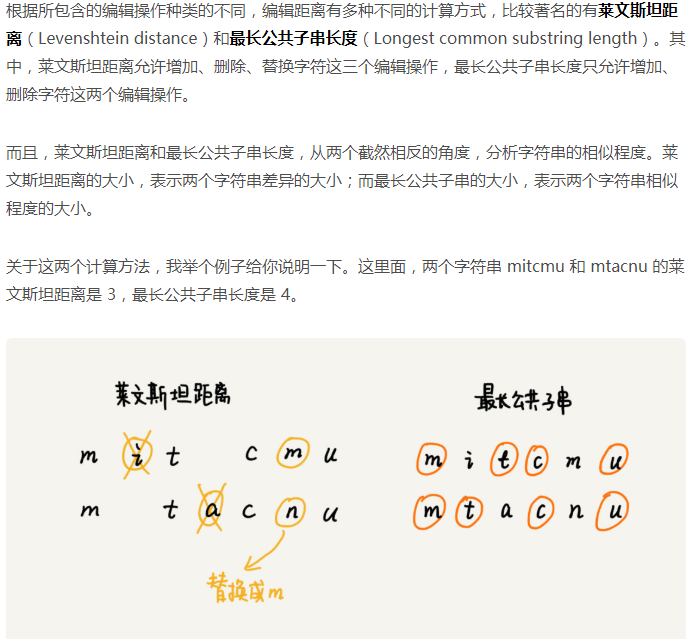 根据所包含的编辑操作种类的不同，编辑距离有多种不同的计算方式，比较著名的有莱文斯坦距
离（Levenshtein distance）和最长公共子串长度（Longest common substring length）。其
中，莱文斯坦距离允许增加、删除、替换字符这三个编辑操作，最长公共子串长度只允许增加、
删除字符这两个编辑操作。
而且，莱文斯坦距离和最长公共子串长度，从两个截然相反的角度，分析字符串的相似程度。莱
文斯坦距离的大小，表示两个字符串差异的大小；而最长公共子串的大小，表示两个字符串相似
程度的大小。
关于这两个计算方法，我举个例子给你说明一下。这里面，两个字符串 mitcmu 和 mtacnu 的莱
文斯坦距离是 3，最长公共子串长度是 4。
莱文斯坦距离
m i t c m u
m t a c n u
替换成m
最长公共子串
m i t c m u
m t a c n u